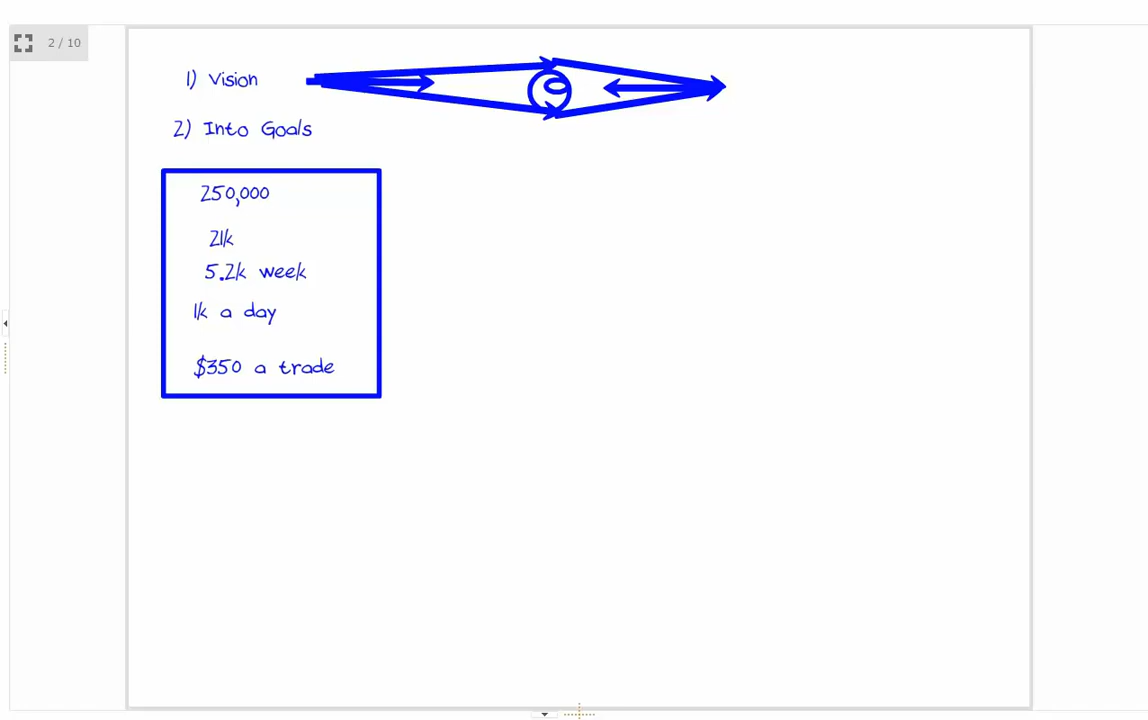 2 / 10
1) Vision
2) Into Goals
250,000
21k
5.2k week
1k a day
$350 a trade